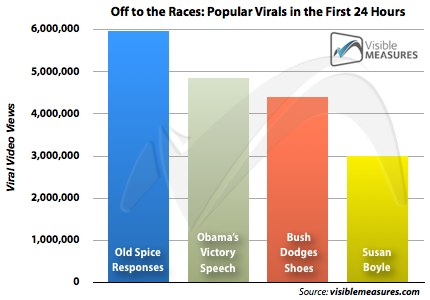 Off to the Races: Popular Virals in the First 24 Hours
Visible
MEASURES
6,000,000
5,000,000
4,000,000
3,000,000
2,000,000
1,000,000
0
Viral Video Views
Old Spice
Responses
Obama's
Victory
Speech
Bush
Dodges
Shoes
Susan
Boyle
Source: visiblemeasures.com